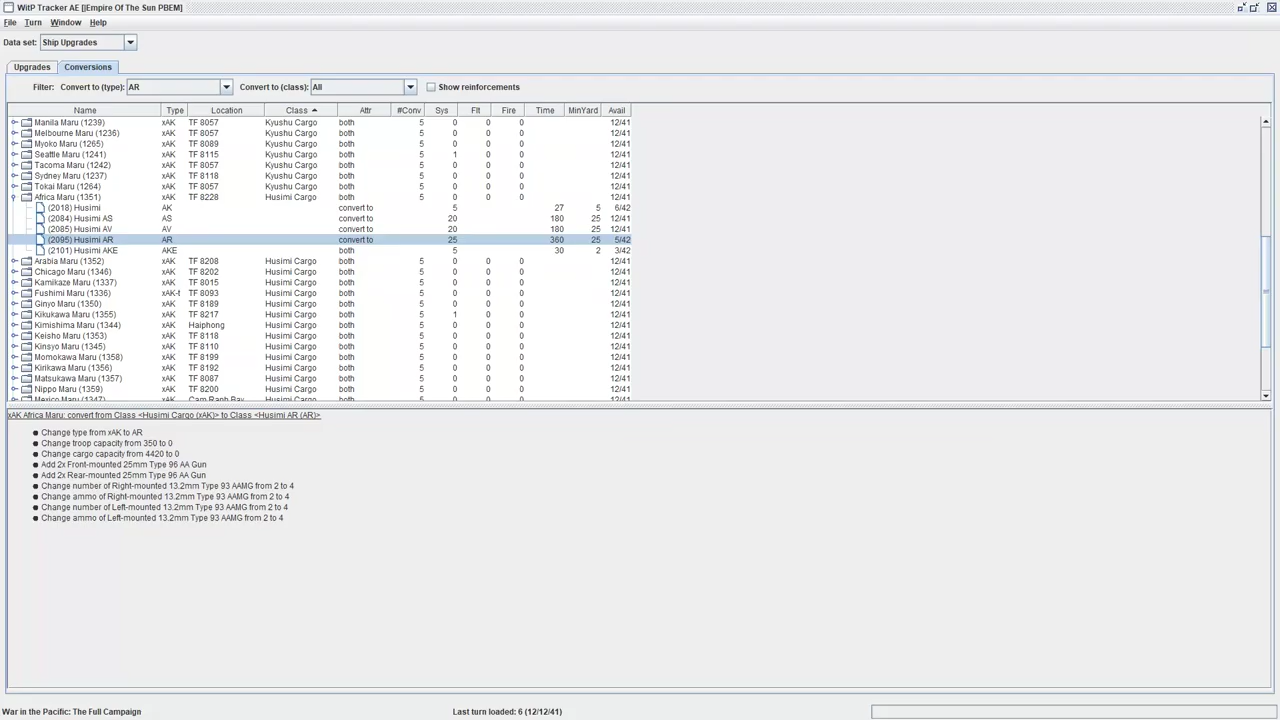 WitP Tracker AE [|Empire Of The Sun PBEM]
File Turn Window Help
Data set: Ship Upgrades
Upgrades Conversions
Filter: Convert to (type): AR Convert to (class): All Show reinforcements
Name Type Location Class Attr #Conv Sys Flt Fire Time MinYard Avail
Manila Maru (1239) xAK TF 8057 Kyushu Cargo both 5 0 0 0 12/41
Melbourne Maru (1236) xAK TF 8057 Kyushu Cargo both 5 0 0 0 12/41
Myoko Maru (1265) xAK TF 8089 Kyushu Cargo both 5 0 0 0 12/41
Seattle Maru (1241) xAK TF 8115 Kyushu Cargo both 5 1 0 0 12/41
Tacoma Maru (1242) xAK TF 8057 Kyushu Cargo both 5 0 0 0 12/41
Sydney Maru (1237) xAK TF 8118 Kyushu Cargo both 5 0 0 0 12/41
Tokai Maru (1264) xAK TF 8057 Kyushu Cargo both 5 0 0 0 12/41
Africa Maru (1351) xAK TF 8228 Husimi Cargo both 5 0 0 0 12/41
(2018) Husimi AK convert to 5 27 5 6/42
(2084) Husimi AS AS convert to 20 180 25 12/41
(2085) Husimi AV AV convert to 20 180 25 12/41
(2095) Husimi AR AR convert to 25 360 25 5/42
(2101) Husimi AKE AKE both 5 30 2 3/42
Arabia Maru (1352) xAK TF 8208 Husimi Cargo both 5 0 0 0 12/41
Chicago Maru (1346) xAK TF 8202 Husimi Cargo both 5 0 0 0 12/41
Kamikaze Maru (1337) xAK TF 8015 Husimi Cargo both 5 0 0 0 12/41
Fushimi Maru (1336) xAK-t TF 8093 Husimi Cargo both 5 0 0 0 12/41
Ginyo Maru (1350) xAK TF 8189 Husimi Cargo both 5 0 0 0 12/41
Kikukawa Maru (1355) xAK TF 8217 Husimi Cargo both 5 1 0 0 12/41
Kimishima Maru (1344) xAK Haiphong Husimi Cargo both 5 0 0 0 12/41
Keisho Maru (1353) xAK TF 8118 Husimi Cargo both 5 0 0 0 12/41
Kinsyo Maru (1345) xAK TF 8110 Husimi Cargo both 5 0 0 0 12/41
Momokawa Maru (1358) xAK TF 8199 Husimi Cargo both 5 0 0 0 12/41
Kirikawa Maru (1356) xAK TF 8192 Husimi Cargo both 5 0 0 0 12/41
Matsukawa Maru (1357) xAK TF 8087 Husimi Cargo both 5 0 0 0 12/41
Nippo Maru (1359) xAK TF 8200 Husimi Cargo both 5 0 0 0 12/41
Mexico Maru (1347) xAK Cam Ranh Bay Husimi Cargo both 5 0 0 0 12/41
xAK Africa Maru: convert from Class <Husimi Cargo (xAK)> to Class <Husimi AR (AR)>
Change type from xAK to AR
Change troop capacity from 350 to 0
Change cargo capacity from 4420 to 0
Add 2x Front-mounted 25mm Type 96 AA Gun
Add 2x Rear-mounted 25mm Type 96 AA Gun
Change number of Right-mounted 13.2mm Type 93 AAMG from 2 to 4
Change ammo of Right-mounted 13.2mm Type 93 AAMG from 2 to 4
Change number of Left-mounted 13.2mm Type 93 AAMG from 2 to 4
Change ammo of Left-mounted 13.2mm Type 93 AAMG from 2 to 4
War in the Pacific: The Full Campaign Last turn loaded: 6 (12/12/41)